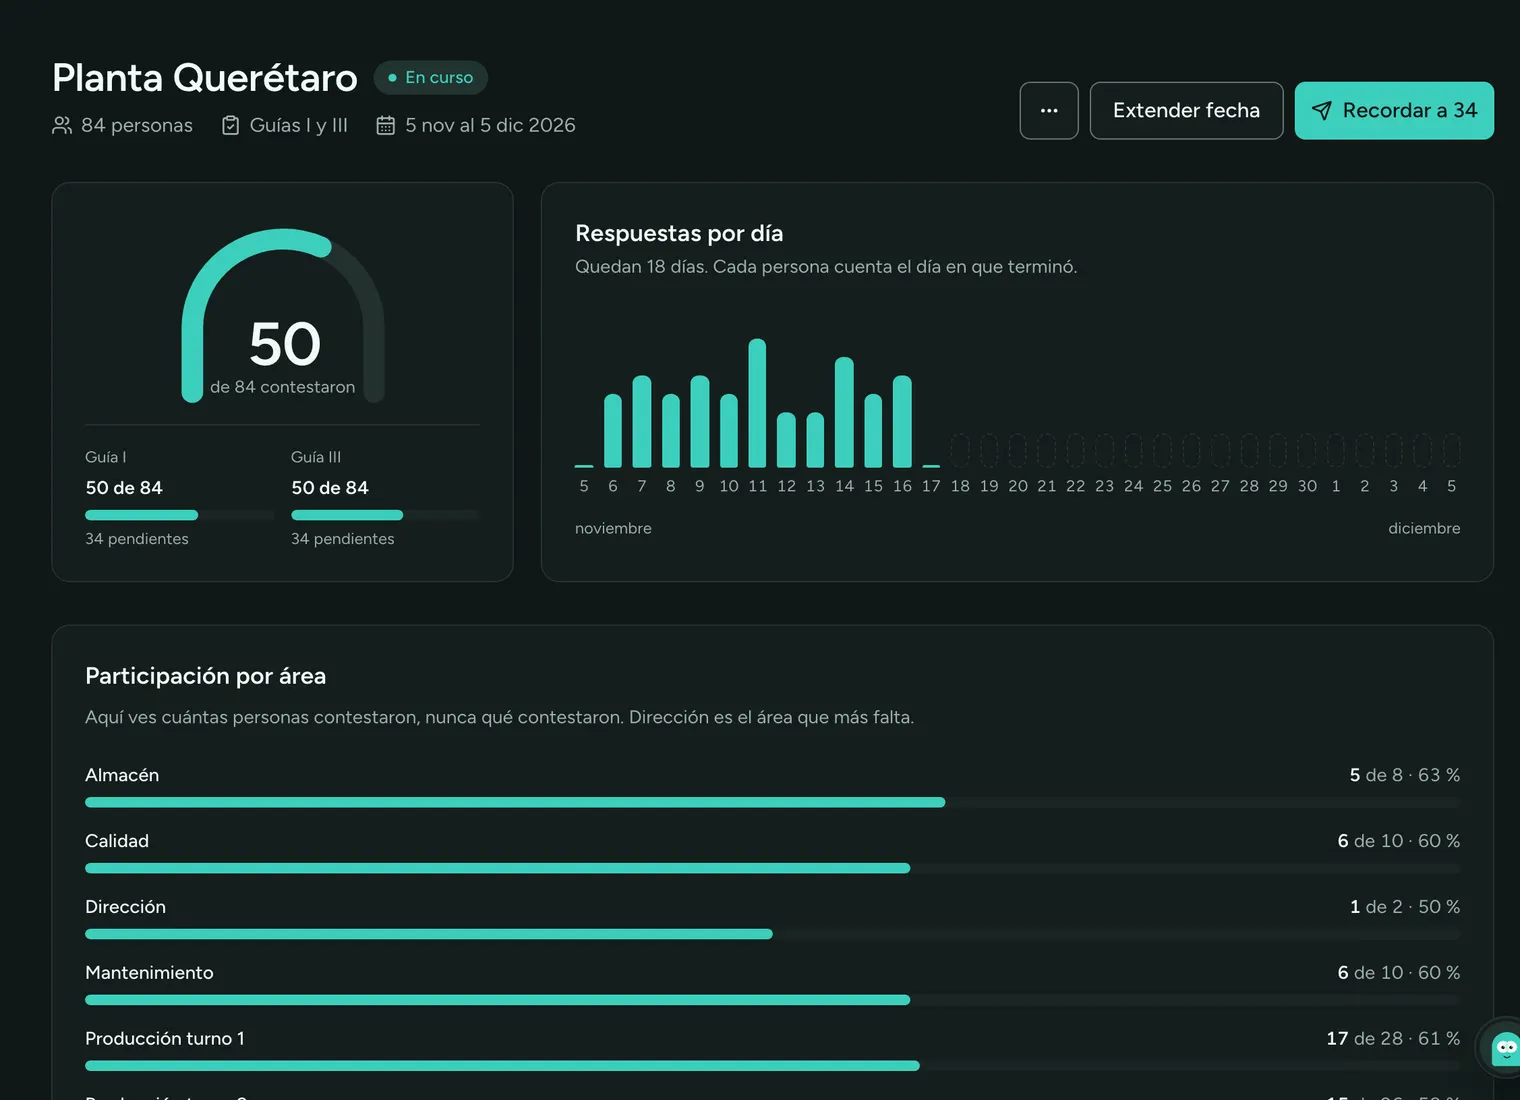 Planta Querétaro
En curso
84 personas
Guías I y III
5 nov al 5 dic 2026
...
Extender fecha
Recordar a 34
50
de 84 contestaron
Guía I
50 de 84
34 pendientes
Guía III
50 de 84
34 pendientes
Respuestas por día
Quedan 18 días. Cada persona cuenta el día en que terminó.
5 6 7 8 9 10 11 12 13 14 15 16 17 18 19 20 21 22 23 24 25 26 27 28 29 30 1 2 3 4 5
noviembre
diciembre
Participación por área
Aquí ves cuántas personas contestaron, nunca qué contestaron. Dirección es el área que más falta.
Almacén
5 de 8 · 63 %
Calidad
6 de 10 · 60 %
Dirección
1 de 2 · 50 %
Mantenimiento
6 de 10 · 60 %
Producción turno 1
17 de 28 · 61 %